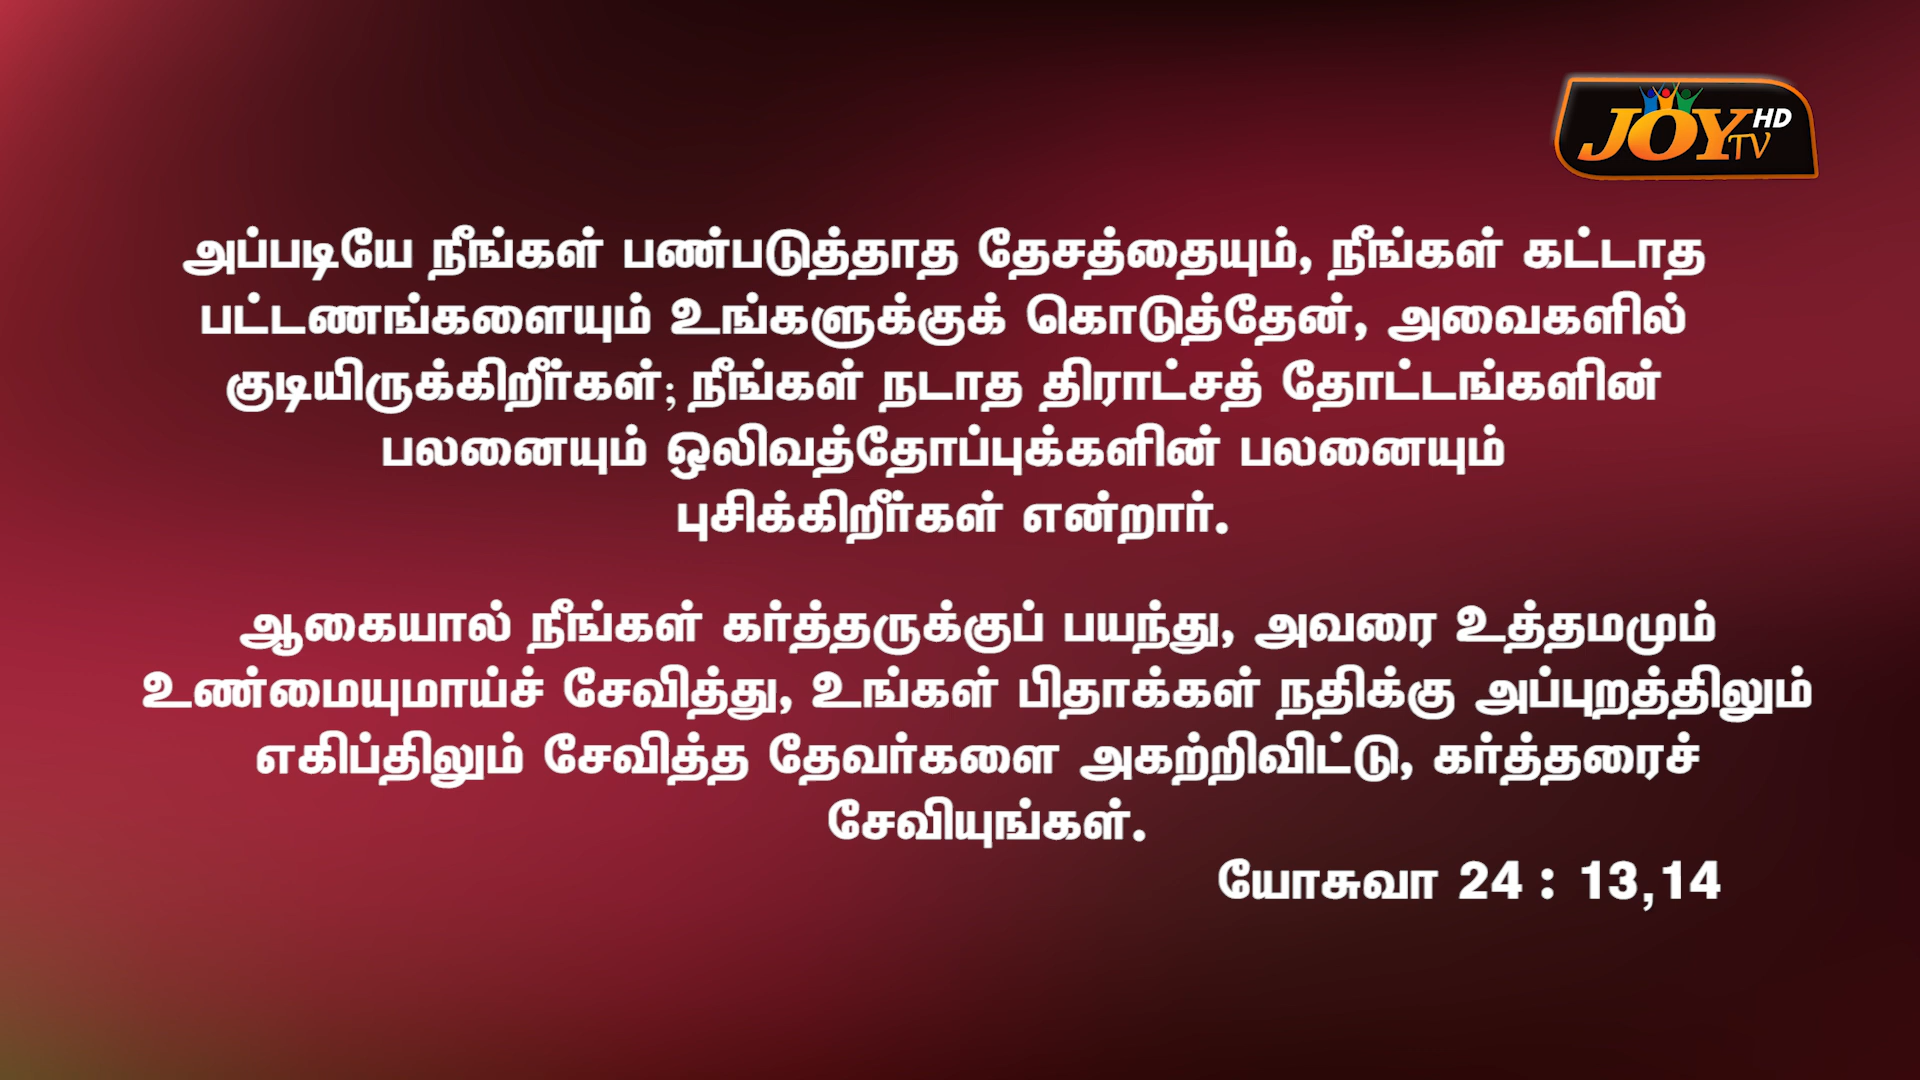 JOY TV HD
அப்படியே நீங்கள் பண்படுத்தாத தேசத்தையும், நீங்கள் கட்டாத
பட்டணங்களையும் உங்களுக்குக் கொடுத்தேன், அவைகளில்
குடியிருக்கிறீர்கள்; நீங்கள் நடாத திராட்சத் தோட்டங்களின்
பலனையும் ஒலிவத்தோப்புக்களின் பலனையும்
புசிக்கிறீர்கள் என்றார்.
ஆகையால் நீங்கள் கர்த்தருக்குப் பயந்து, அவரை உத்தமமும்
உண்மையுமாய்ச் சேவித்து, உங்கள் பிதாக்கள் நதிக்கு அப்புறத்திலும்
எகிப்திலும் சேவித்த தேவர்களை அகற்றிவிட்டு, கர்த்தரைச்
சேவியுங்கள்.
யோசுவா 24 : 13,14